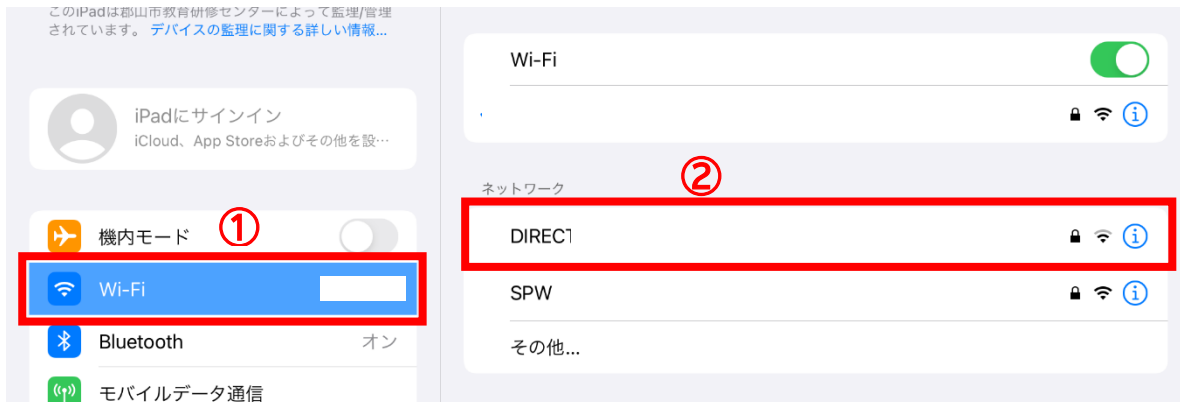 このiPadは郡山市教育研修センターによって監理/管理
されています。デバイスの監理に関する詳しい情報...
iPadにサインイン
iCloud、App Storeおよびその他を設…
①
機内モード
Wi-Fi
Bluetooth オン
モバイルデータ通信
Wi-Fi
ネットワーク
②
DIRECT
SPW
その他...